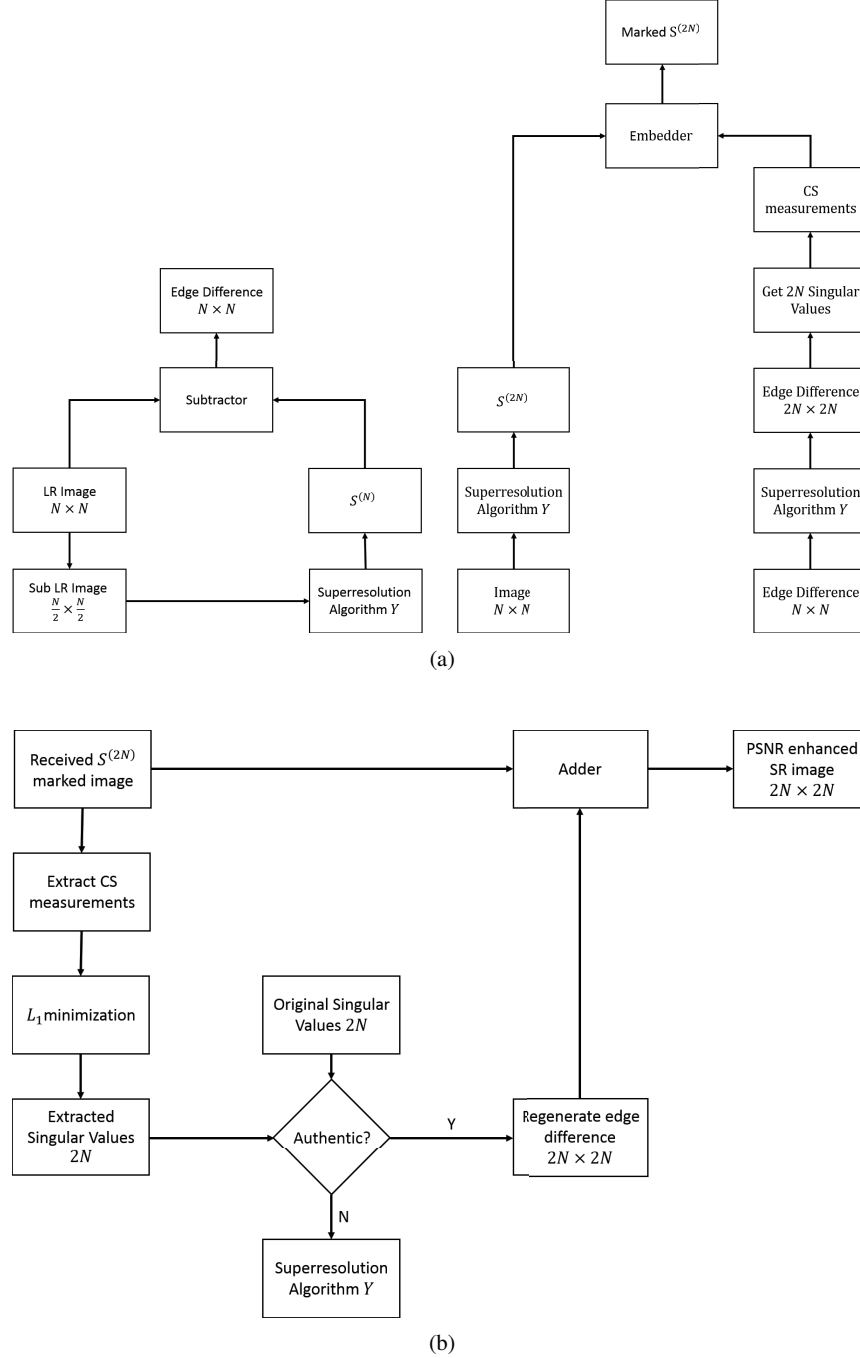 Marked S^(2N)
Embedder
CS
measurements
Edge Difference
N × N
Get 2N Singular
Values
Subtractor
S^(2N)
Edge Difference
2N × 2N
LR Image
N × N
S^(N)
Superresolution
Algorithm Y
Superresolution
Algorithm Y
Sub LR Image
N/2 × N/2
Superresolution
Algorithm Y
Image
N × N
Edge Difference
N × N
(a)
Received S^(2N)
marked image
Adder
PSNR enhanced
SR image
2N × 2N
Extract CS
measurements
L₁ minimization
Original Singular
Values 2N
Extracted
Singular Values
2N
Authentic?
Y
Regenerate edge
difference
2N × 2N
N
Superresolution
Algorithm Y
(b)